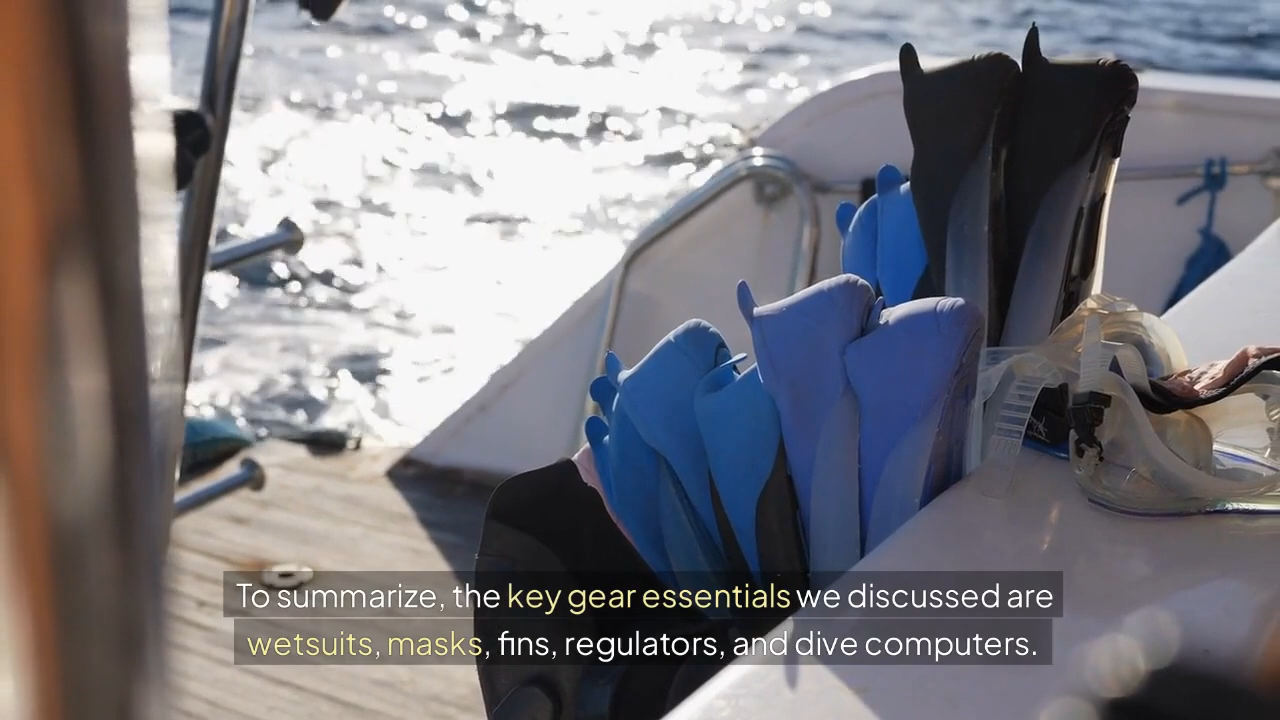 To summarize, the key gear essentials we discussed are
wetsuits, masks, fins, regulators, and dive computers.